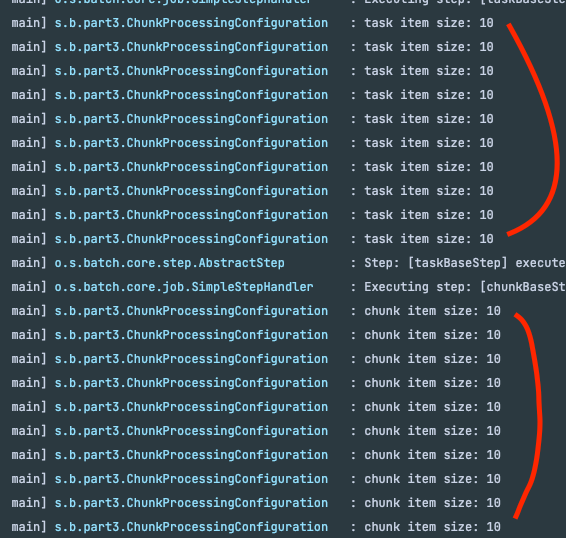 main] o.s.batch.core.job.SimpleStepHandler : Executing step: [taskBaseSte
main] s.b.part3.ChunkProcessingConfiguration : task item size: 10
main] s.b.part3.ChunkProcessingConfiguration : task item size: 10
main] s.b.part3.ChunkProcessingConfiguration : task item size: 10
main] s.b.part3.ChunkProcessingConfiguration : task item size: 10
main] s.b.part3.ChunkProcessingConfiguration : task item size: 10
main] s.b.part3.ChunkProcessingConfiguration : task item size: 10
main] s.b.part3.ChunkProcessingConfiguration : task item size: 10
main] s.b.part3.ChunkProcessingConfiguration : task item size: 10
main] s.b.part3.ChunkProcessingConfiguration : task item size: 10
main] s.b.part3.ChunkProcessingConfiguration : task item size: 10
main] o.s.batch.core.step.AbstractStep : Step: [taskBaseStep] execute
main] o.s.batch.core.job.SimpleStepHandler : Executing step: [chunkBaseSt
main] s.b.part3.ChunkProcessingConfiguration : chunk item size: 10
main] s.b.part3.ChunkProcessingConfiguration : chunk item size: 10
main] s.b.part3.ChunkProcessingConfiguration : chunk item size: 10
main] s.b.part3.ChunkProcessingConfiguration : chunk item size: 10
main] s.b.part3.ChunkProcessingConfiguration : chunk item size: 10
main] s.b.part3.ChunkProcessingConfiguration : chunk item size: 10
main] s.b.part3.ChunkProcessingConfiguration : chunk item size: 10
main] s.b.part3.ChunkProcessingConfiguration : chunk item size: 10
main] s.b.part3.ChunkProcessingConfiguration : chunk item size: 10
main] s.b.part3.ChunkProcessingConfiguration : chunk item size: 10